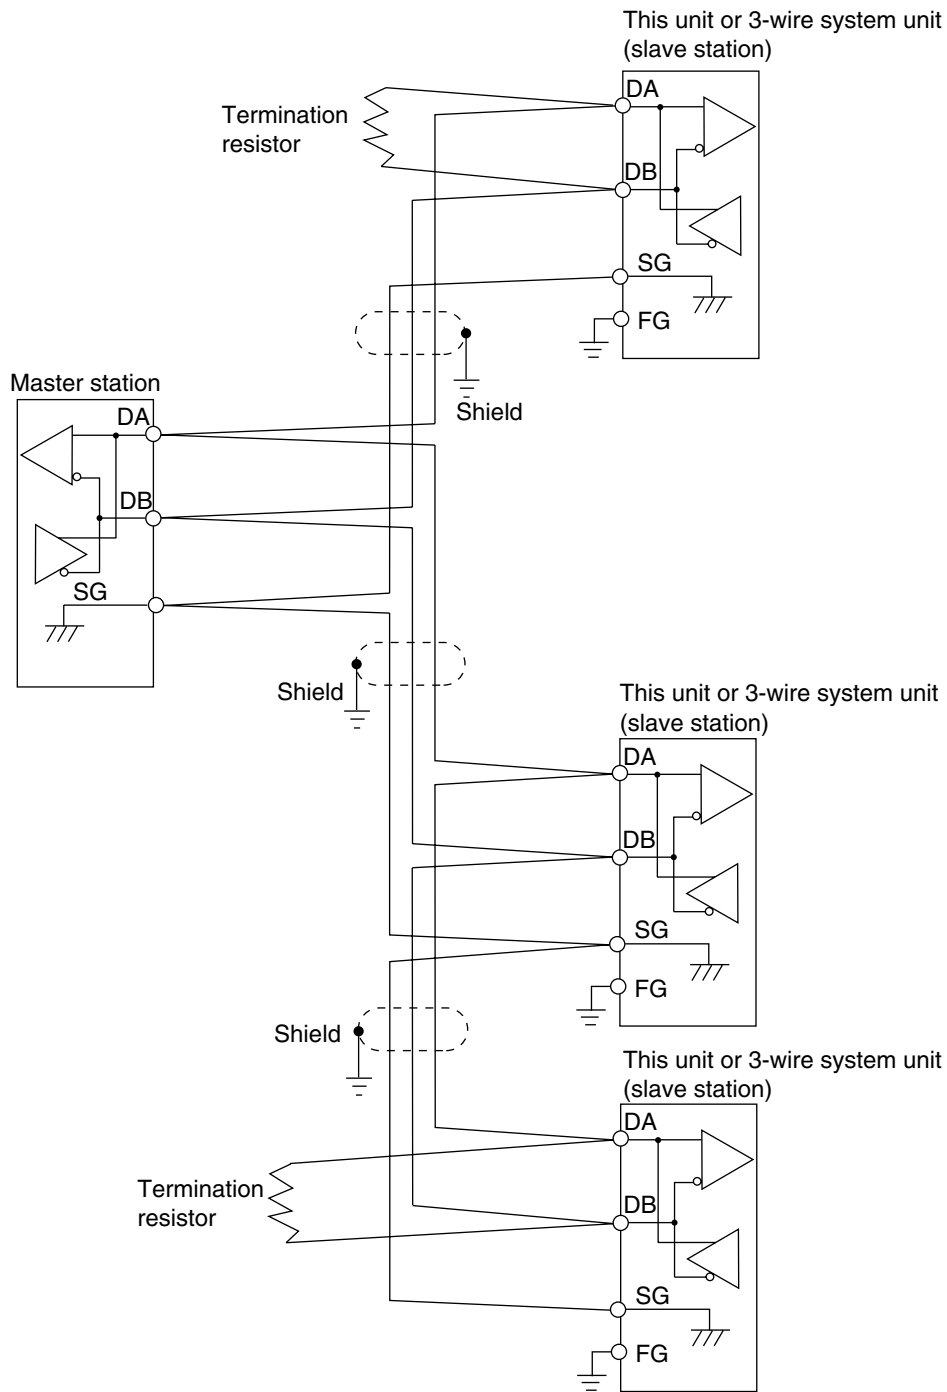 This unit or 3-wire system unit
(slave station)
DA
Termination
resistor
DB
SG
FG
Shield
Master station
DA
DB
SG
Shield
This unit or 3-wire system unit
(slave station)
DA
DB
SG
FG
Shield
This unit or 3-wire system unit
(slave station)
DA
Termination
resistor
DB
SG
FG